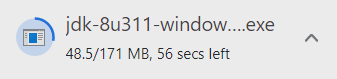 jdk-8u311-window....exe
48.5/171 MB, 56 secs left